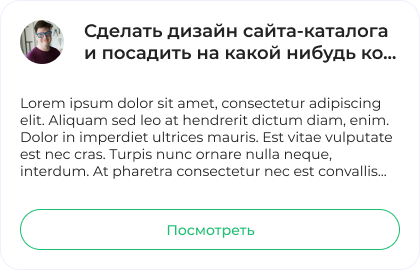 Сделать дизайн сайта-каталога
и посадить на какой нибудь ко...
Lorem ipsum dolor sit amet, consectetur adipiscing
elit. Aliquam sed leo at hendrerit dictum diam, enim.
Dolor in imperdiet ultrices mauris. Est vitae vulputate
est nec cras. Turpis nunc ornare nulla neque,
interdum. At pharetra consectetur nec est convallis...
Посмотреть